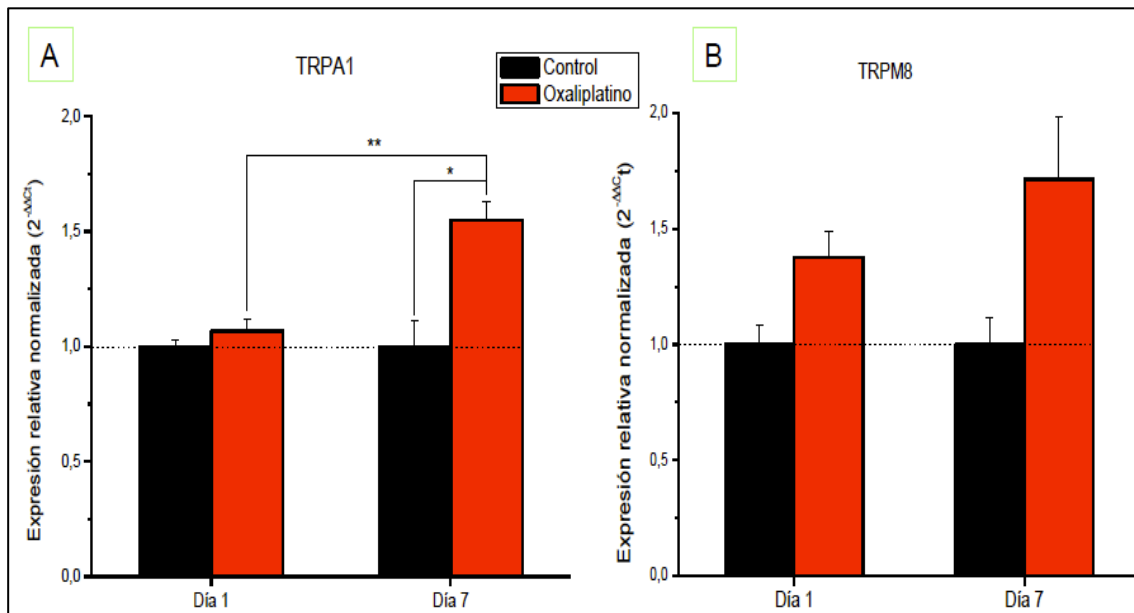 A
TRPA1
Control
Oxaliplatino
B
TRPM8
Expresión relativa normalizada (2^-ΔΔCt)
2,0
1,5
1,0
0,5
0,0
**
*
Día 1
Día 7
Expresión relativa normalizada (2^-ΔΔCt)
2,0
1,5
1,0
0,5
0,0
Día 1
Día 7